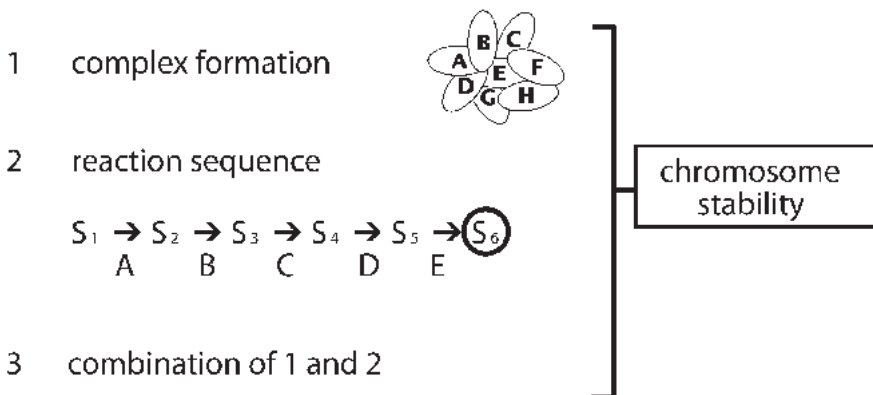 1 complex formation
B C
A E F
D G H
2 reaction sequence
chromosome
stability
S₁ → S₂ → S₃ → S₄ → S₅ → S₆
A B C D E
3 combination of 1 and 2